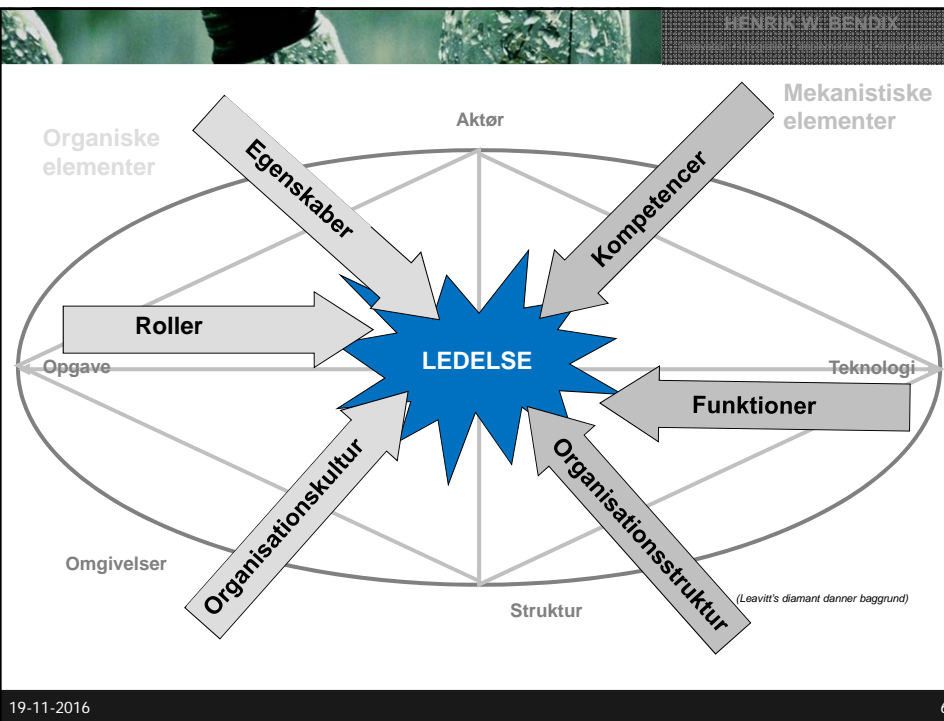 HENRIK W. BENDIX
Organiske
elementer
Aktør
Mekanistiske
elementer
Egenskaber
Kompetencer
Roller
LEDELSE
Opgave
Teknologi
Funktioner
Organisationskultur
Organisationsstruktur
Omgivelser
Struktur
(Leavitt's diamant danner baggrund)
19-11-2016